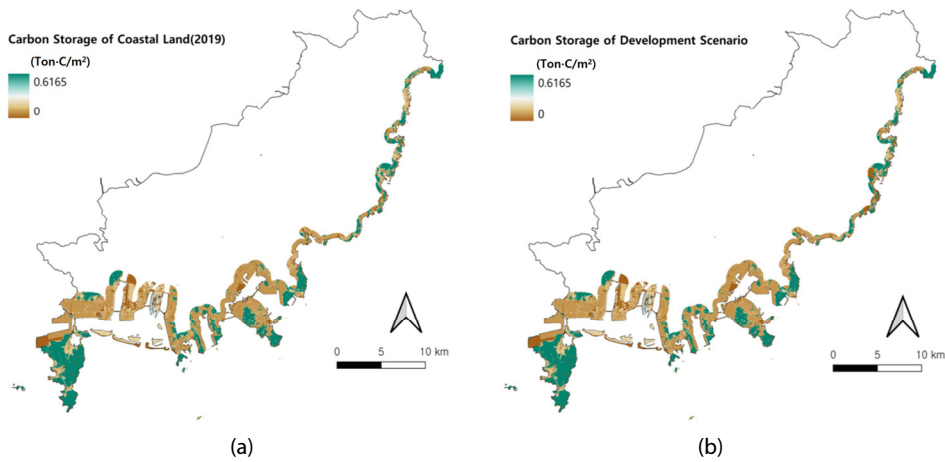 Carbon Storage of Coastal Land(2019)
(Ton·C/m²)
0.6165
0
0 5 10 km
(a)
Carbon Storage of Development Scenario
(Ton·C/m²)
0.6165
0
0 5 10 km
(b)